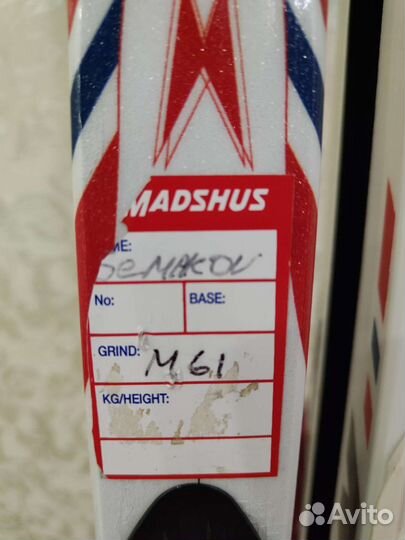 MADSHUS
ME:
SEMAKOV
No:
BASE:
GRIND: M61
KG/HEIGHT:
Avito